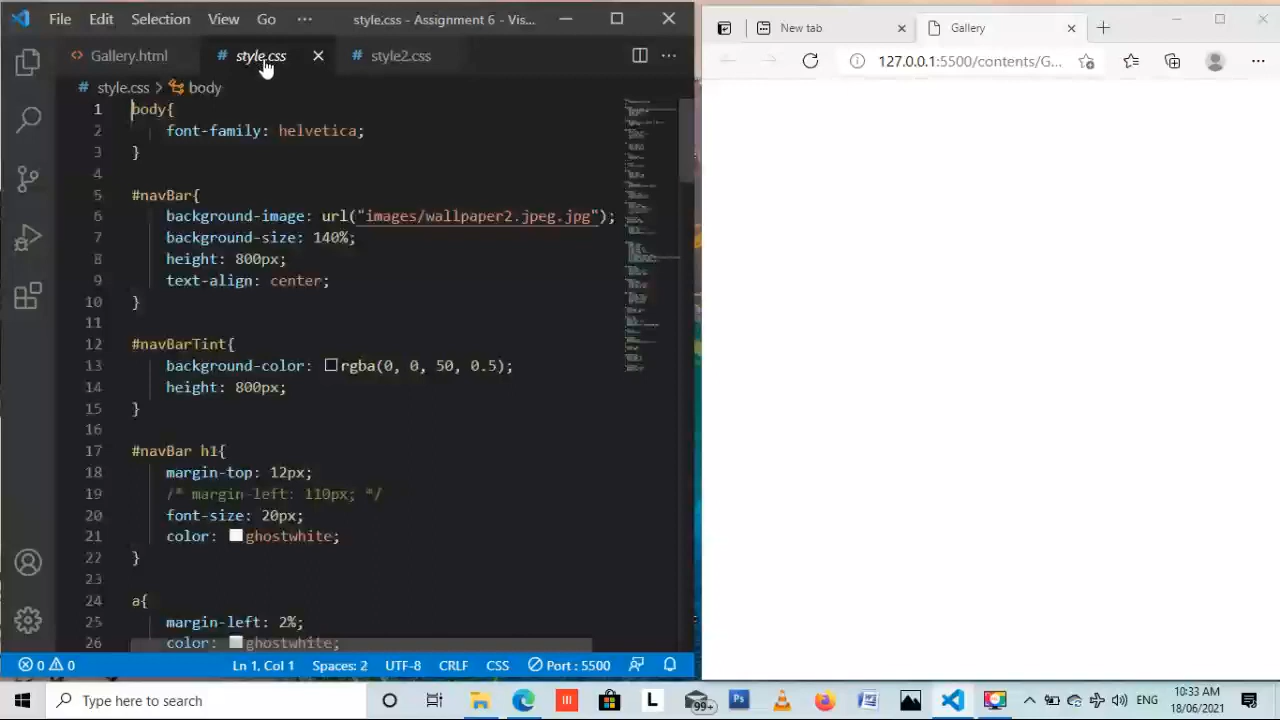 File Edit Selection View Go ··· style.css - Assignment 6 - Vis...
Gallery.html style.css style2.css
style.css > body
1 body{
2 font-family: helvetica;
3 }
4
5 #navBar{
6 background-image: url("images/wallpaper2.jpeg.jpg");
7 background-size: 140%;
8 height: 800px;
9 text-align: center;
10 }
11
12 #navBarTint{
13 background-color: rgba(0, 0, 50, 0.5);
14 height: 800px;
15 }
16
17 #navBar h1{
18 margin-top: 12px;
19 /* margin-left: 110px; */
20 font-size: 20px;
21 color: ghostwhite;
22 }
23
24 a{
25 margin-left: 2%;
26 color: ghostwhite;
0 0 Ln 1, Col 1 Spaces: 2 UTF-8 CRLF CSS Port : 5500
New tab Gallery
127.0.0.1:5500/contents/G...
Type here to search
L
99+
Ps
ENG
10:33 AM
18/06/2021